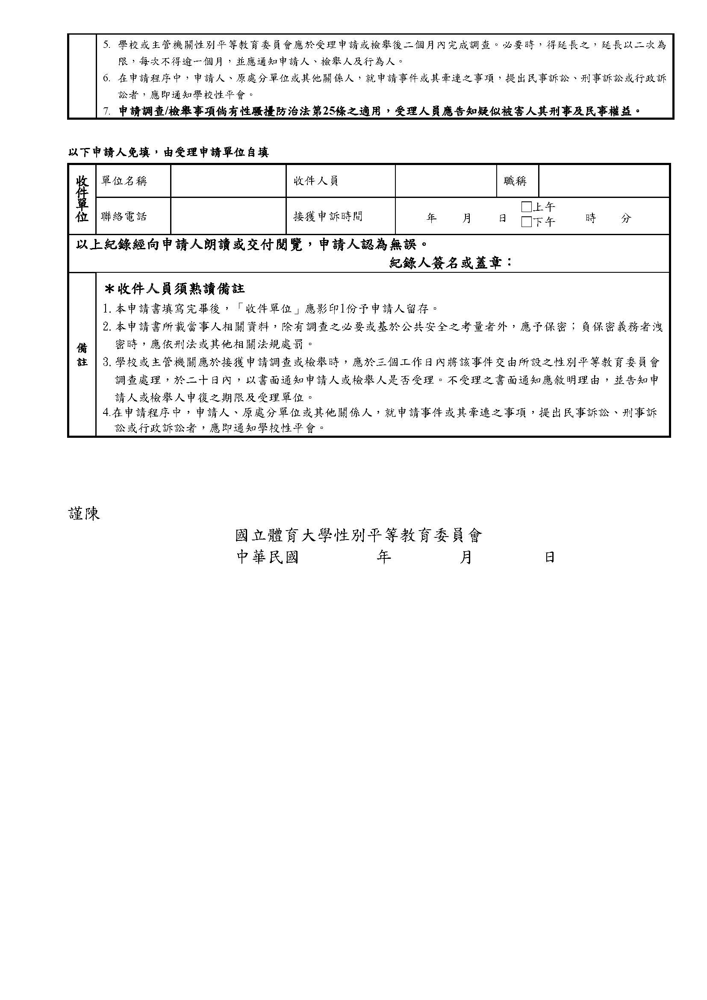 5. 學校或主管機關性別平等教育委員會應於受理申請或檢舉後二個月內完成調查。必要時，得延長之，延長以二次為
限，每次不得逾一個月，並應通知申請人、檢舉人及行為人。
6. 在申請程序中，申請人、原處分單位或其他關係人，就申請事件或其牽連之事項，提出民事訴訟、刑事訴訟或行政訴
訟者，應即通知學校性平會。
7. 申請調查/檢舉事項倘有性騷擾防治法第25條之適用，受理人員應告知疑似被害人其刑事及民事權益。
以下申請人免填，由受理申請單位自填
收件單位
單位名稱 收件人員 職稱
聯絡電話 接獲申訴時間 年 月 日 □上午 □下午 時 分
以上紀錄經向申請人朗讀或交付閱覽，申請人認為無誤。
紀錄人簽名或蓋章：
備註
＊收件人員須熟讀備註
1. 本申請書填寫完畢後，「收件單位」應影印1份予申請人留存。
2. 本申請書所載當事人相關資料，除有調查之必要或基於公共安全之考量者外，應予保密；負保密義務者洩
密時，應依刑法或其他相關法規處罰。
3. 學校或主管機關應於接獲申請調查或檢舉時，應於三個工作日內將該事件交由所設之性別平等教育委員會
調查處理，於二十日內，以書面通知申請人或檢舉人是否受理。不受理之書面通知應敘明理由，並告知申
請人或檢舉人申復之期限及受理單位。
4.在申請程序中，申請人、原處分單位或其他關係人，就申請事件或其牽連之事項，提出民事訴訟、刑事訴
訟或行政訴訟者，應即通知學校性平會。
謹陳
國立體育大學性別平等教育委員會
中華民國 年 月 日